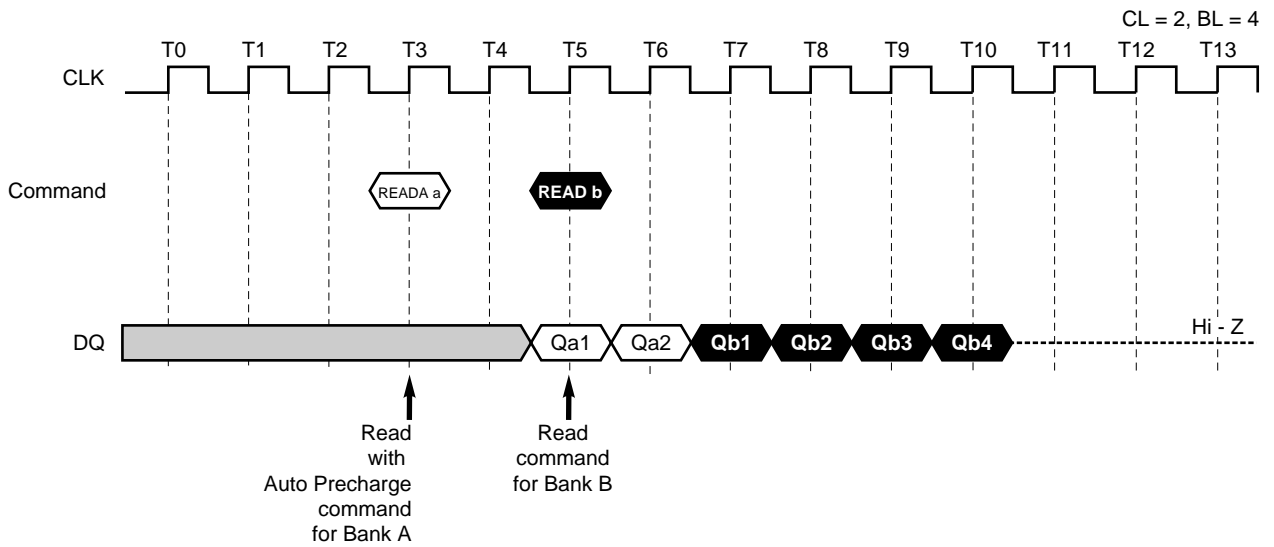 CL = 2, BL = 4
T0 T1 T2 T3 T4 T5 T6 T7 T8 T9 T10 T11 T12 T13
CLK
Command
READA a
READ b
DQ
Qa1 Qa2 Qb1 Qb2 Qb3 Qb4
Hi - Z
Read
with
Auto Precharge
command
for Bank A
Read
command
for Bank B